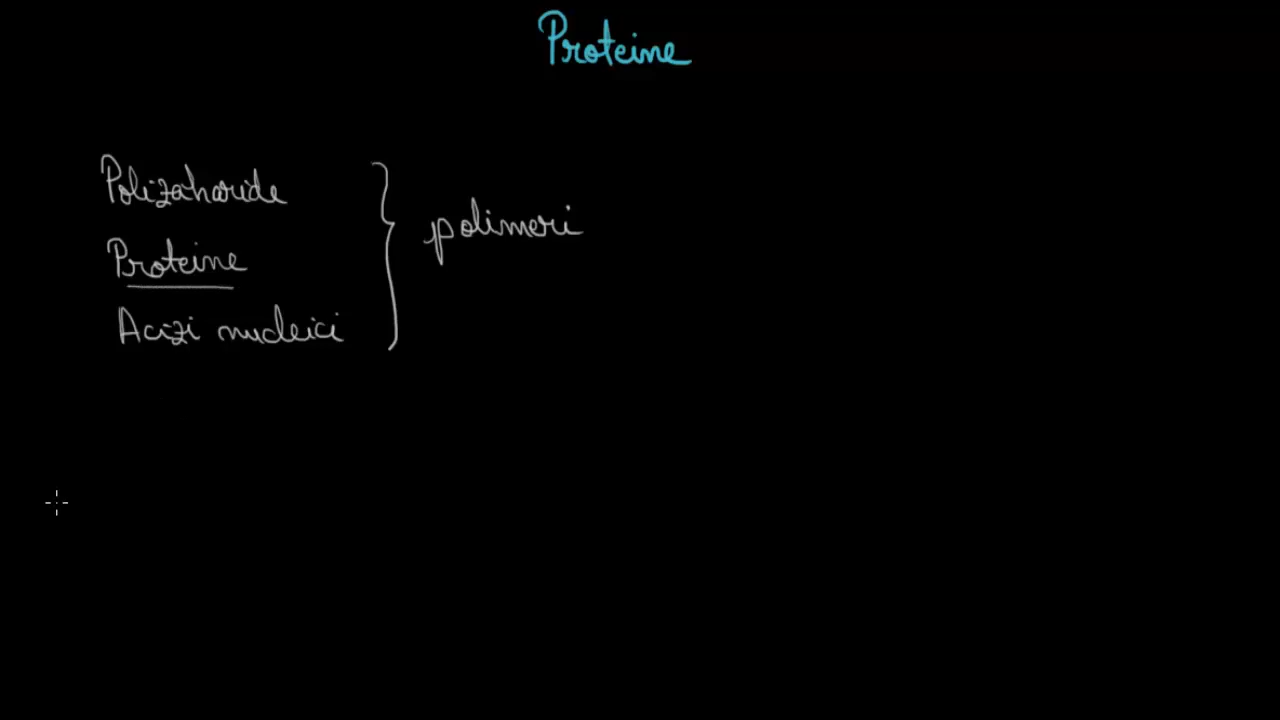 Proteine
Polizaharide
Proteine
Acizi nucleici
polimeri